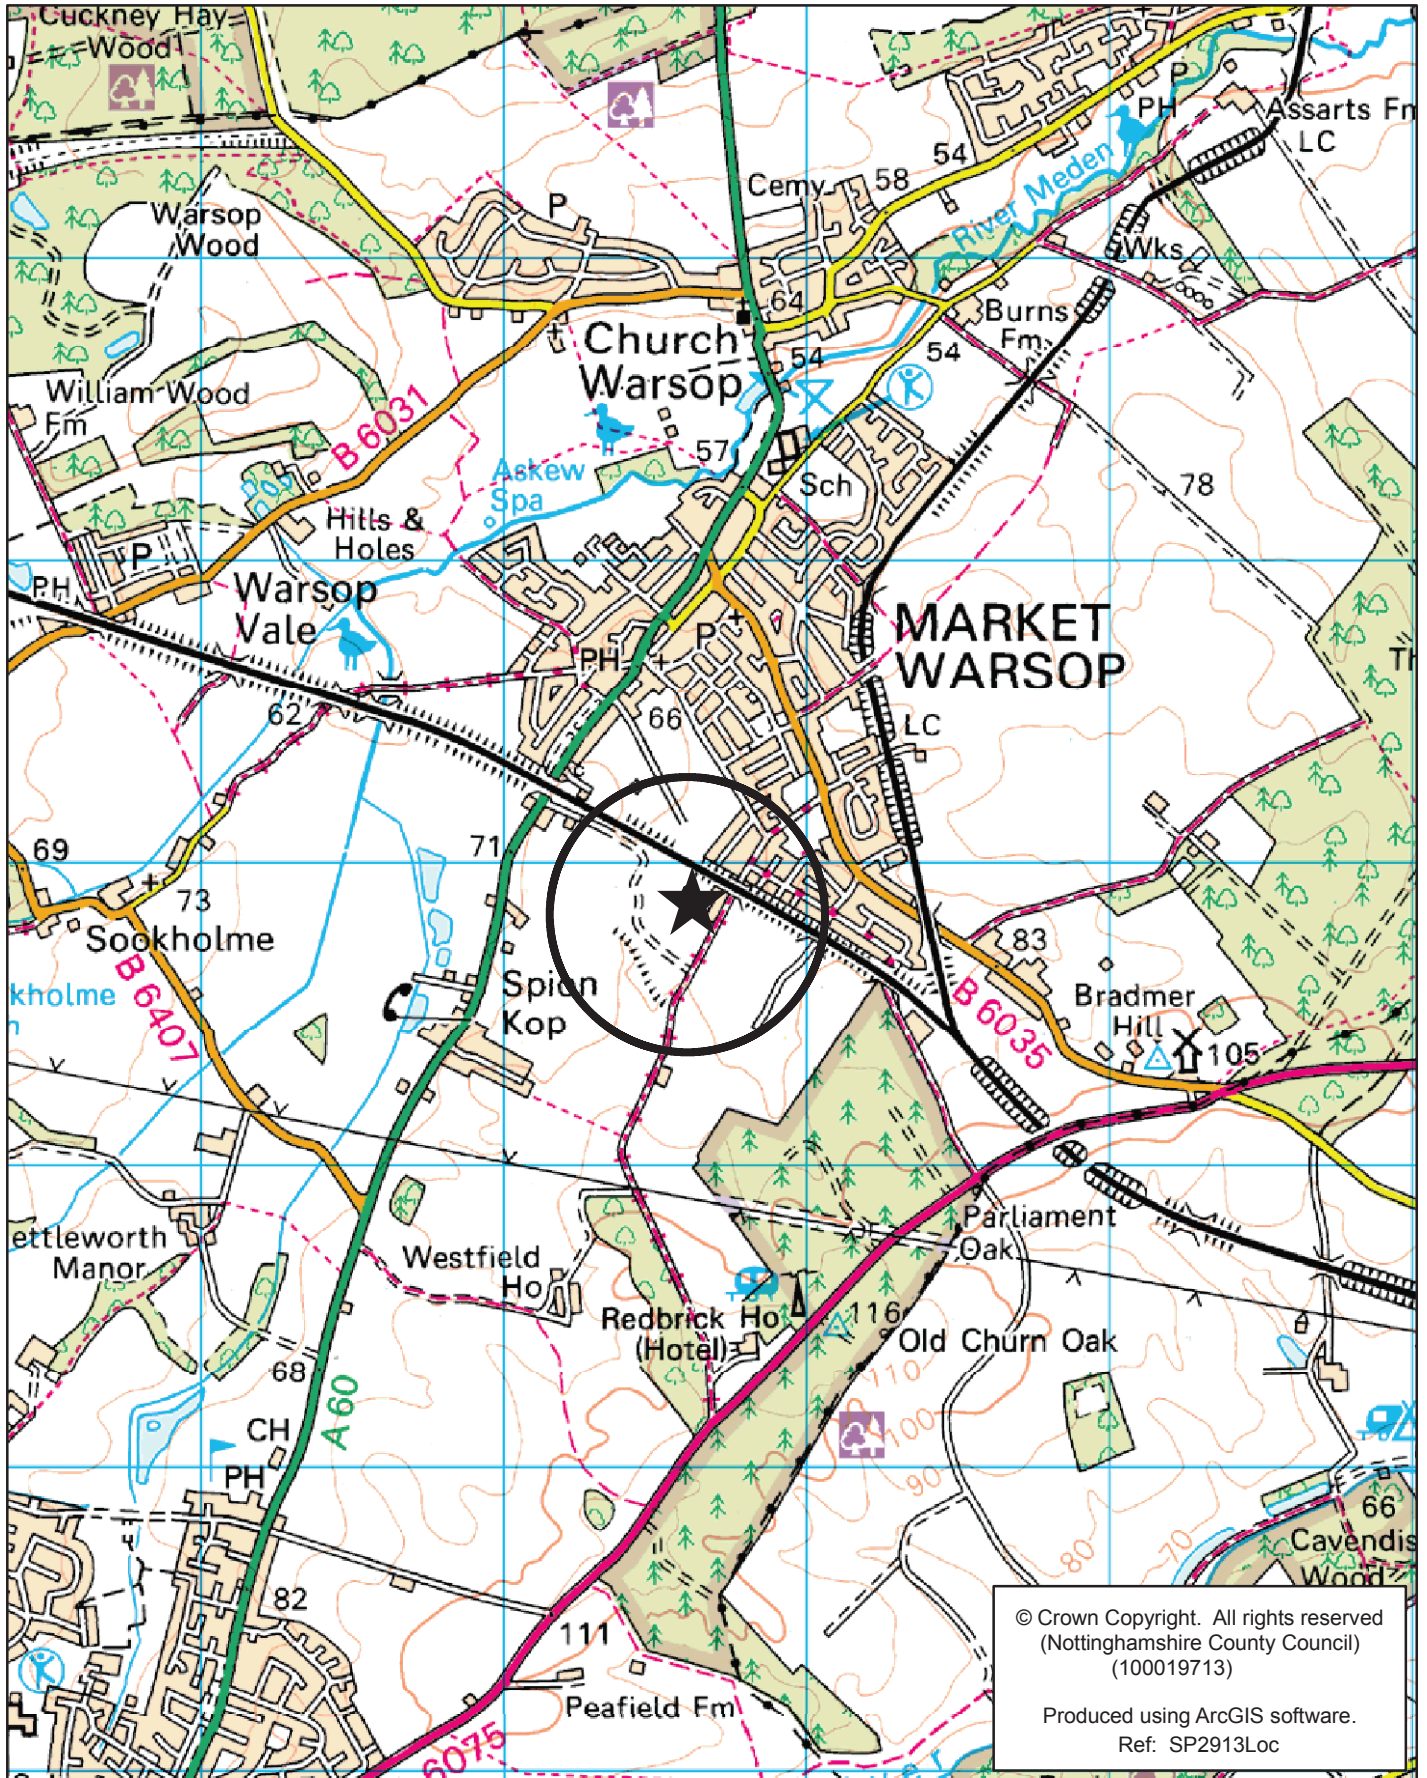 Cuckney Hay
Wood
P
PH
Assarts Fm
LC
54
58
Cemy
P
River Meden
Warsop
Wood
Wks
64
Burns
Fm
Church
Warsop
54
54
William Wood
Fm
B 6031
57
Askew
Spa
Sch
78
Hills &
Holes
P
PH
Warsop
Vale
MARKET
WARSOP
P
PH
62
66
LC
69
71
73
Sookholme
83
kholme
B 6407
Spion
Kop
B 6035
Bradmer
Hill
105
ettleworth
Manor
Parliament
Oak
Westfield
Ho
Redbrick Ho
(Hotel)
116
Old Churn Oak
110
68
A 60
100
CH
PH
90
66
Cavendis
Wood
80
70
82
111
Peafield Fm
6075
© Crown Copyright. All rights reserved
(Nottinghamshire County Council)
(100019713)
Produced using ArcGIS software.
Ref: SP2913Loc